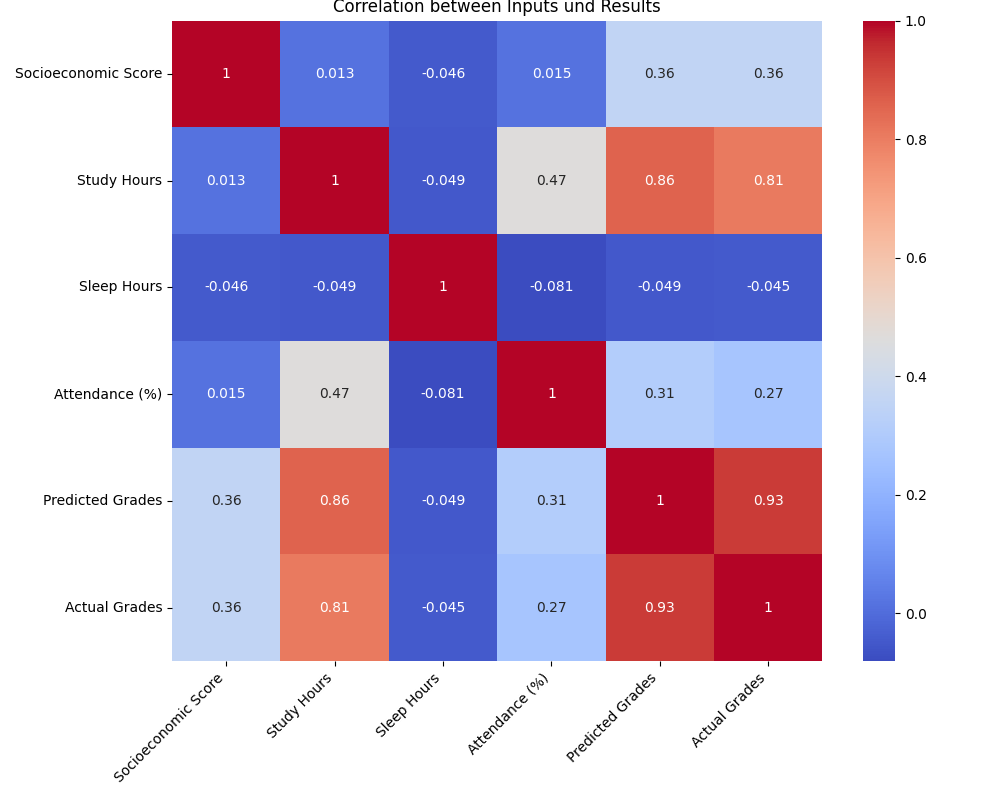 Correlation between Inputs und Results
1.0
Socioeconomic Score 1 0.013 -0.046 0.015 0.36 0.36
0.8
Study Hours 0.013 1 -0.049 0.47 0.86 0.81
0.6
Sleep Hours -0.046 -0.049 1 -0.081 -0.049 -0.045
0.4
Attendance (%) 0.015 0.47 -0.081 1 0.31 0.27
0.2
Predicted Grades 0.36 0.86 -0.049 0.31 1 0.93
Actual Grades 0.36 0.81 -0.045 0.27 0.93 1
0.0
Socioeconomic Score
Study Hours
Sleep Hours
Attendance (%)
Predicted Grades
Actual Grades